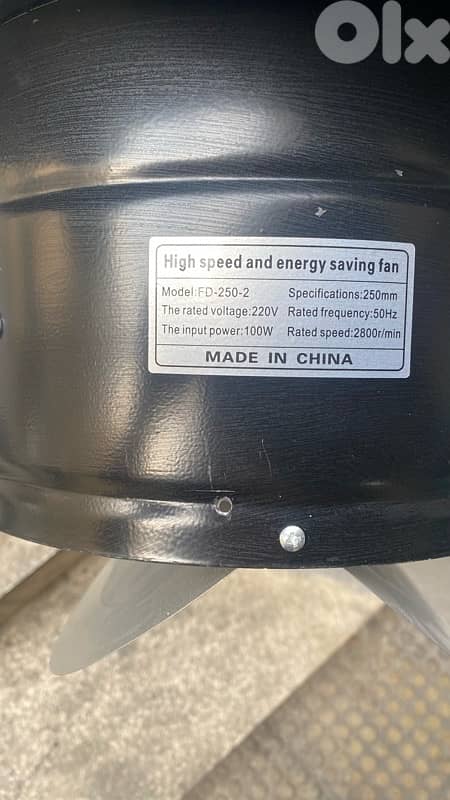 Olx
High speed and energy saving fan
Model:FD-250-2 Specifications:250mm
The rated voltage:220V Rated frequency:50Hz
The input power:100W Rated speed:2800r/min
MADE IN CHINA